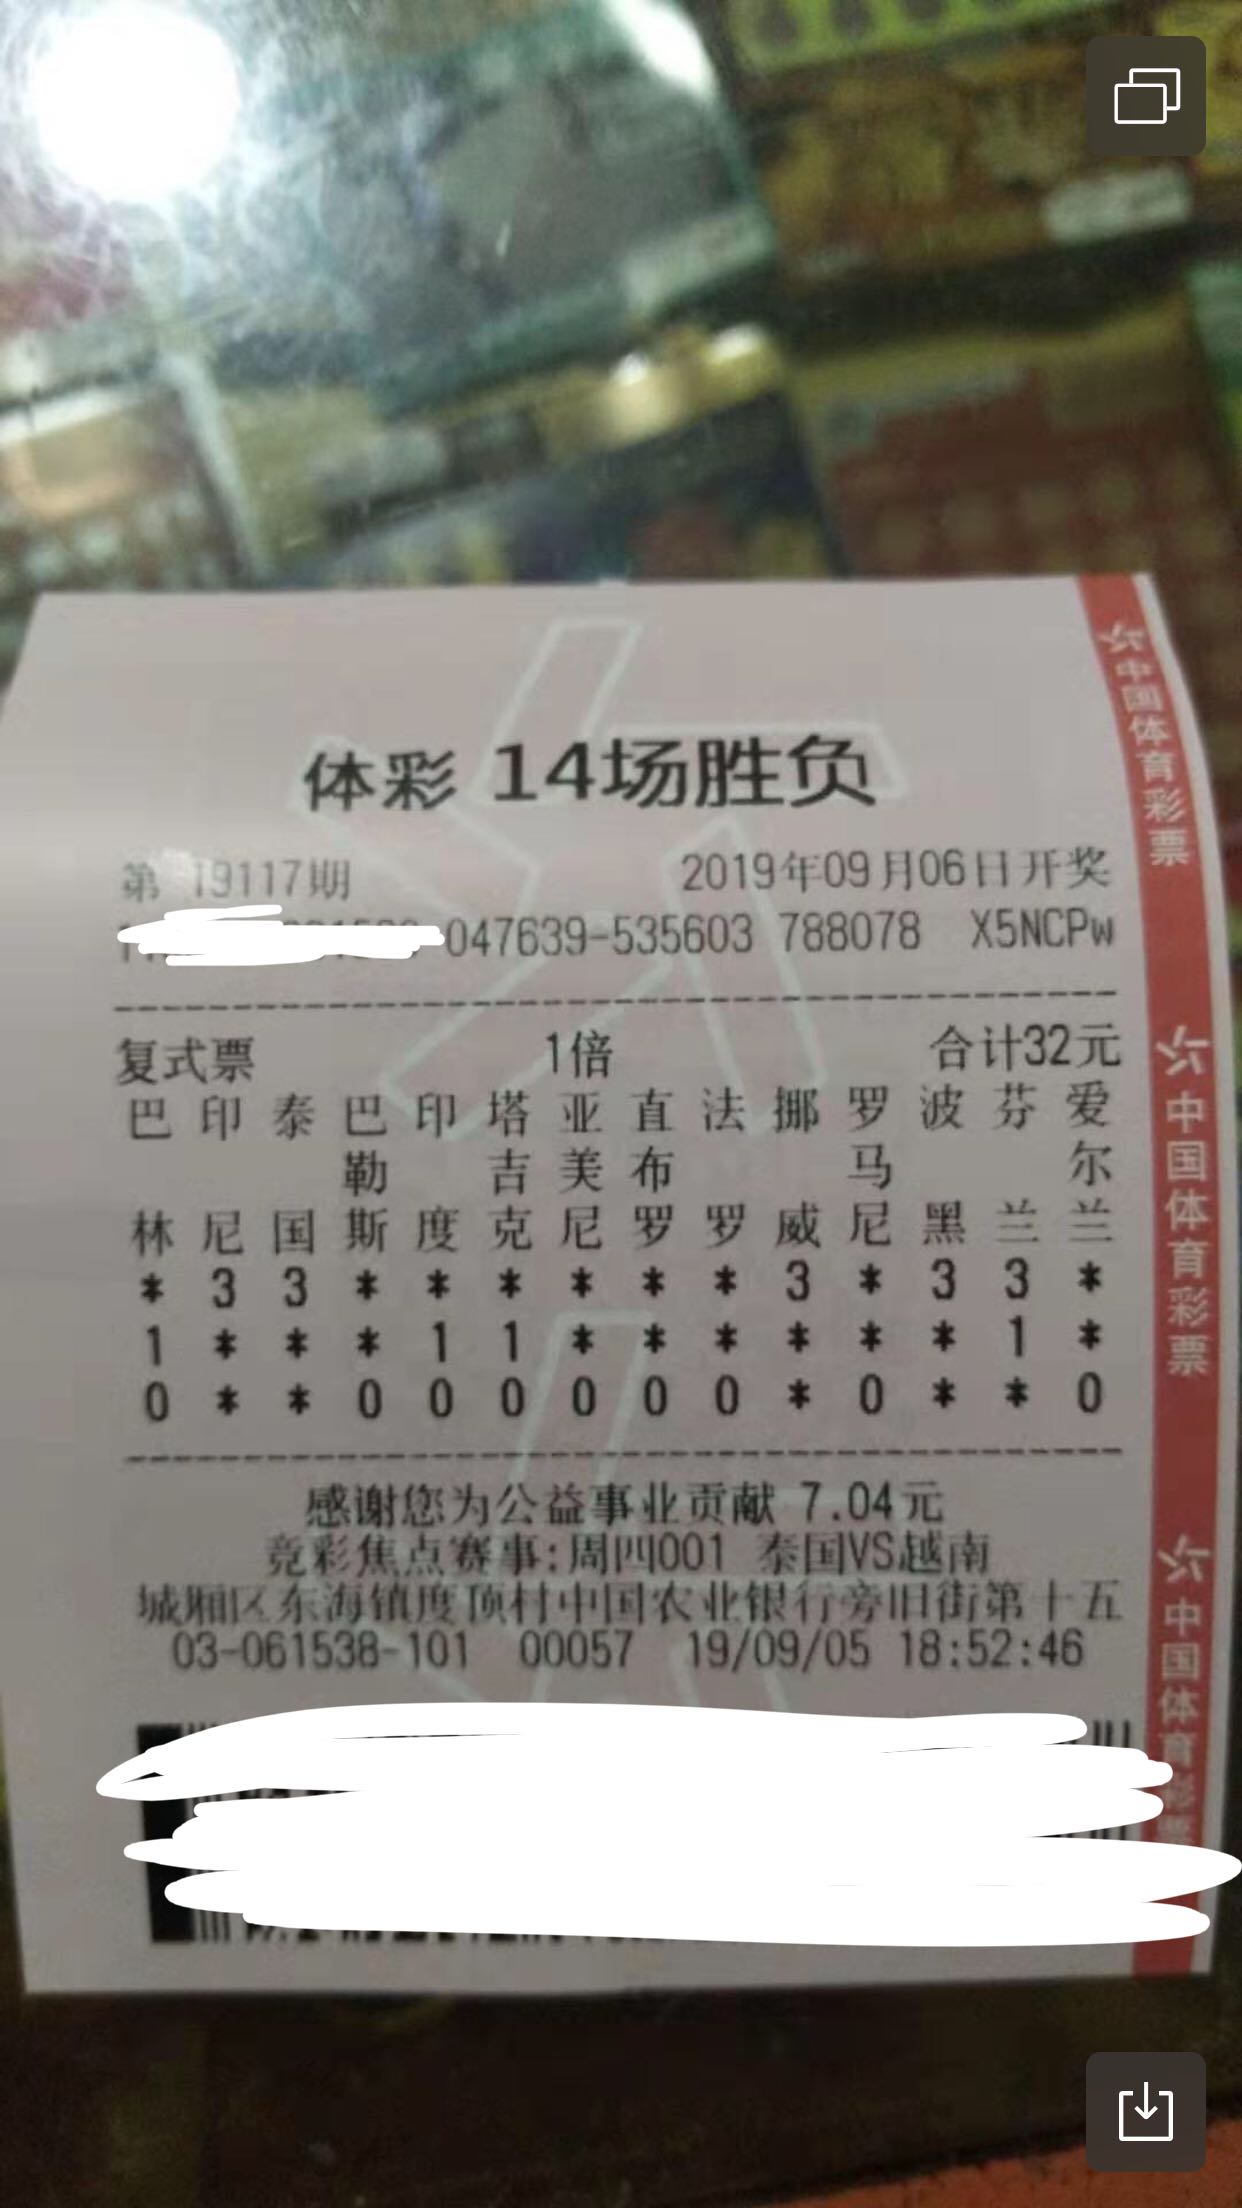 体彩 14场胜负
第 19117期 2019年09月06日开奖
047639-535603 788078 X5NCPw
复式票 1倍 合计32元
巴 印 泰 巴 印 塔 亚 直 法 挪 罗 波 芬 爱
勒 吉 美 布 马 尔
林 尼 国 斯 度 克 尼 罗 罗 威 尼 黑 兰 兰
* 3 3 * * * * * * 3 * 3 3 *
1 * * * 1 1 * * * * * * 1 *
0 * * 0 0 0 0 0 0 * 0 * * 0
感谢您为公益事业贡献 7.04元
竞彩焦点赛事:周四001 泰国VS越南
城厢区东海镇度顶村中国农业银行旁旧街第十五
03-061538-101 00057 19/09/05 18:52:46
中国体育彩票
中国体育彩票
中国体育彩票